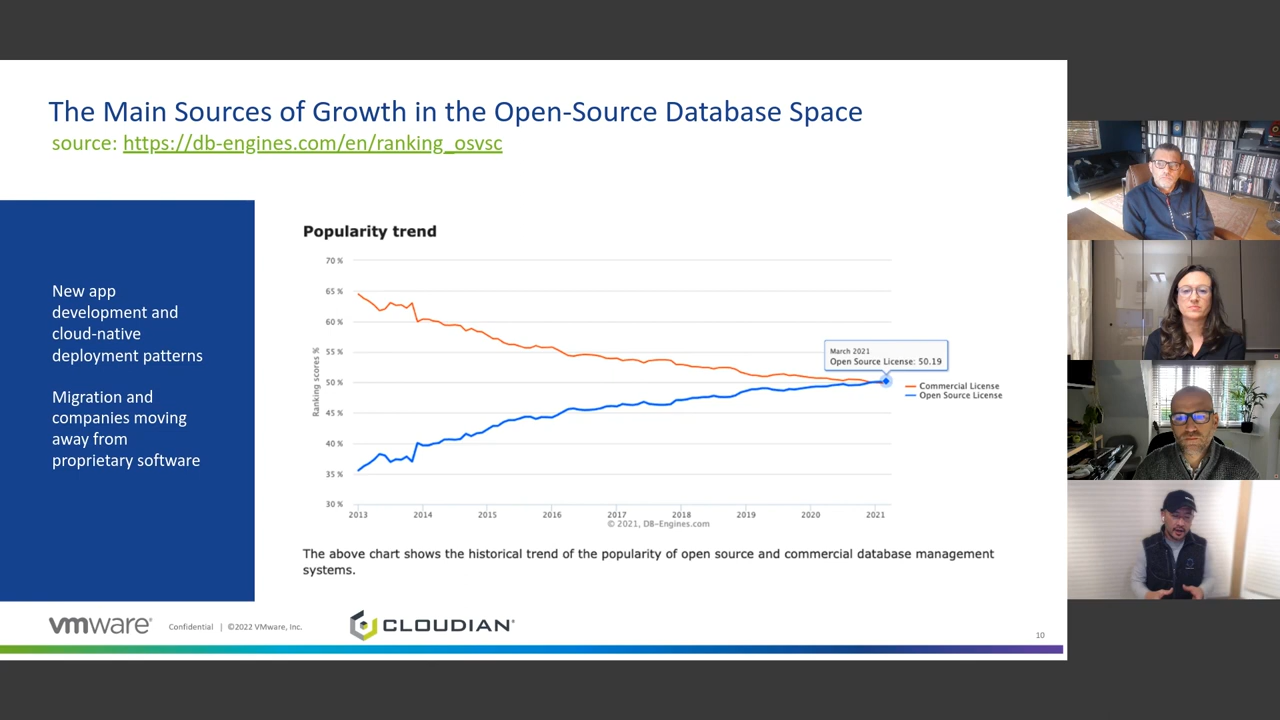 The Main Sources of Growth in the Open-Source Database Space
source: https://db-engines.com/en/ranking_osvsc
New app
development and
cloud-native
deployment patterns
Migration and
companies moving
away from
proprietary software
Popularity trend
70 %
65 %
60 %
55 %
50 %
45 %
40 %
35 %
30 %
Ranking scores %
March 2021
Open Source License: 50.19
Commercial License
Open Source License
2013 2014 2015 2016 2017 2018 2019 2020 2021
© 2021, DB-Engines.com
The above chart shows the historical trend of the popularity of open source and commercial database management
systems.
vmware® Confidential | ©2022 VMware, Inc. CLOUDIAN®
10